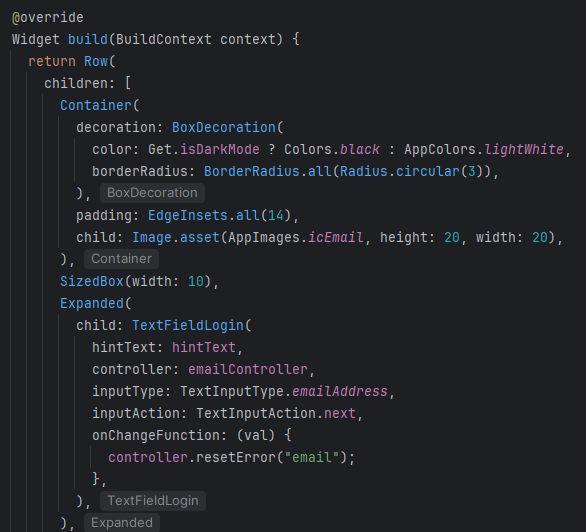 @override
Widget build(BuildContext context) {
  return Row(
    children: [
      Container(
        decoration: BoxDecoration(
          color: Get.isDarkMode ? Colors.black : AppColors.lightWhite,
          borderRadius: BorderRadius.all(Radius.circular(3)),
        ), BoxDecoration
        padding: EdgeInsets.all(14),
        child: Image.asset(AppImages.icEmail, height: 20, width: 20),
      ), Container
      SizedBox(width: 10),
      Expanded(
        child: TextFieldLogin(
          hintText: hintText,
          controller: emailController,
          inputType: TextInputType.emailAddress,
          inputAction: TextInputAction.next,
          onChangeFunction: (val) {
            controller.resetError("email");
          },
        ), TextFieldLogin
      ), Expanded